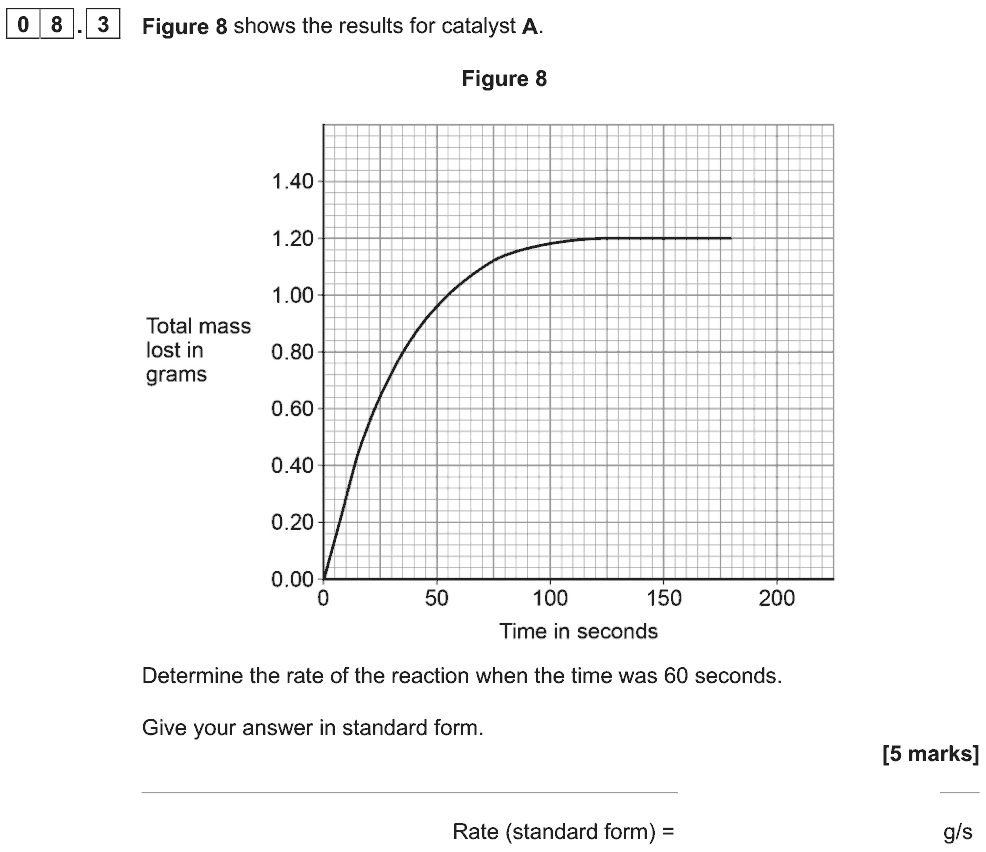 0 8 . 3 Figure 8 shows the results for catalyst A.
Figure 8
1.40
1.20
1.00
Total mass
lost in
grams
0.80
0.60
0.40
0.20
0.00
0 50 100 150 200
Time in seconds
Determine the rate of the reaction when the time was 60 seconds.
Give your answer in standard form.
[5 marks]
Rate (standard form) = g/s